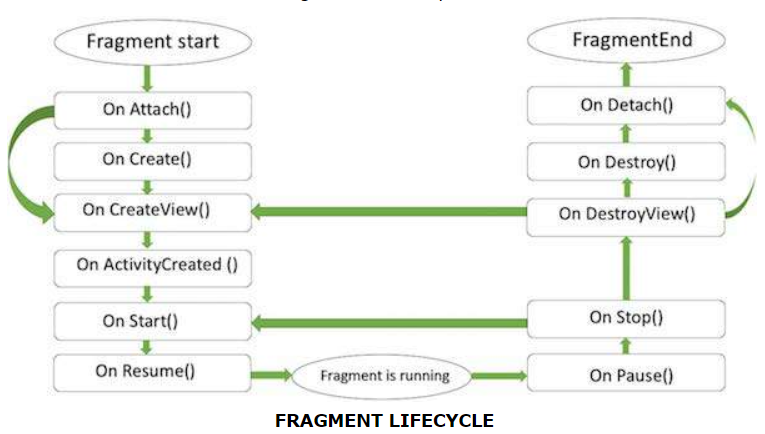 Fragment start
FragmentEnd
On Attach()
On Detach()
On Create()
On Destroy()
On CreateView()
On DestroyView()
On ActivityCreated ()
On Start()
On Stop()
On Resume()
Fragment is running
On Pause()
FRAGMENT LIFECYCLE